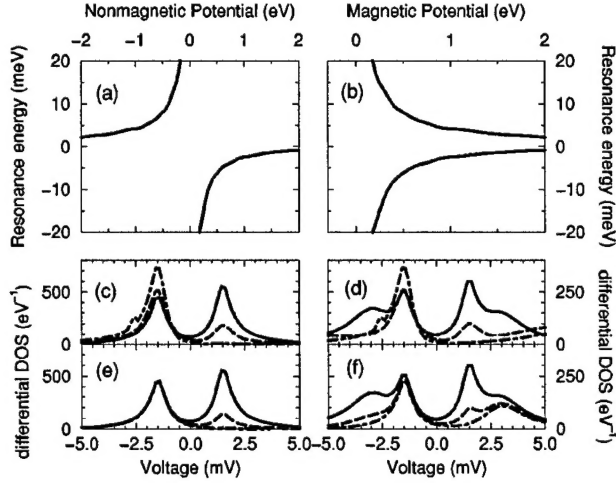 Nonmagnetic Potential (eV) Magnetic Potential (eV)
−2 −1 0 1 0 1 2
20 20
10 10
0 0
−10 −10
−20 −20
Resonance energy (meV)
Resonance energy (meV)
(a) (b)
(c) (d)
(e) (f)
500 250
0 0
500 250
0 0
differential DOS (eV⁻¹)
differential DOS (eV⁻¹)
−5.0 −2.5 0.0 2.5 −5.0 −2.5 0.0 2.5 5.0
Voltage (mV) Voltage (mV)